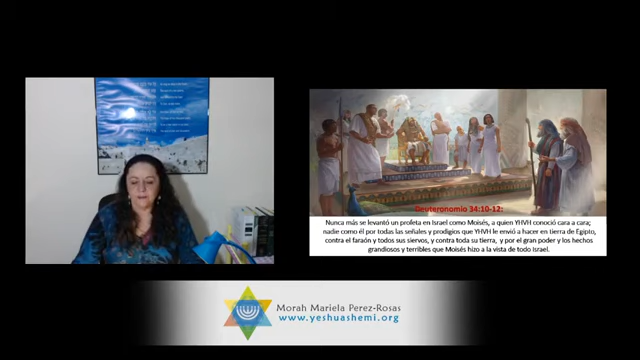 Deuteronomio 34:10-12:
Nunca más se levantó un profeta en Israel como Moisés, a quien YHVH conoció cara a cara;
nadie como él por todas las señales y prodigios que YHVH le envió a hacer en tierra de Egipto,
contra el faraón y todos sus siervos, y contra toda su tierra, y por el gran poder y los hechos
grandiosos y terribles que Moisés hizo a la vista de todo Israel.
Morah Mariela Perez-Rosas
www.yeshuashemi.org